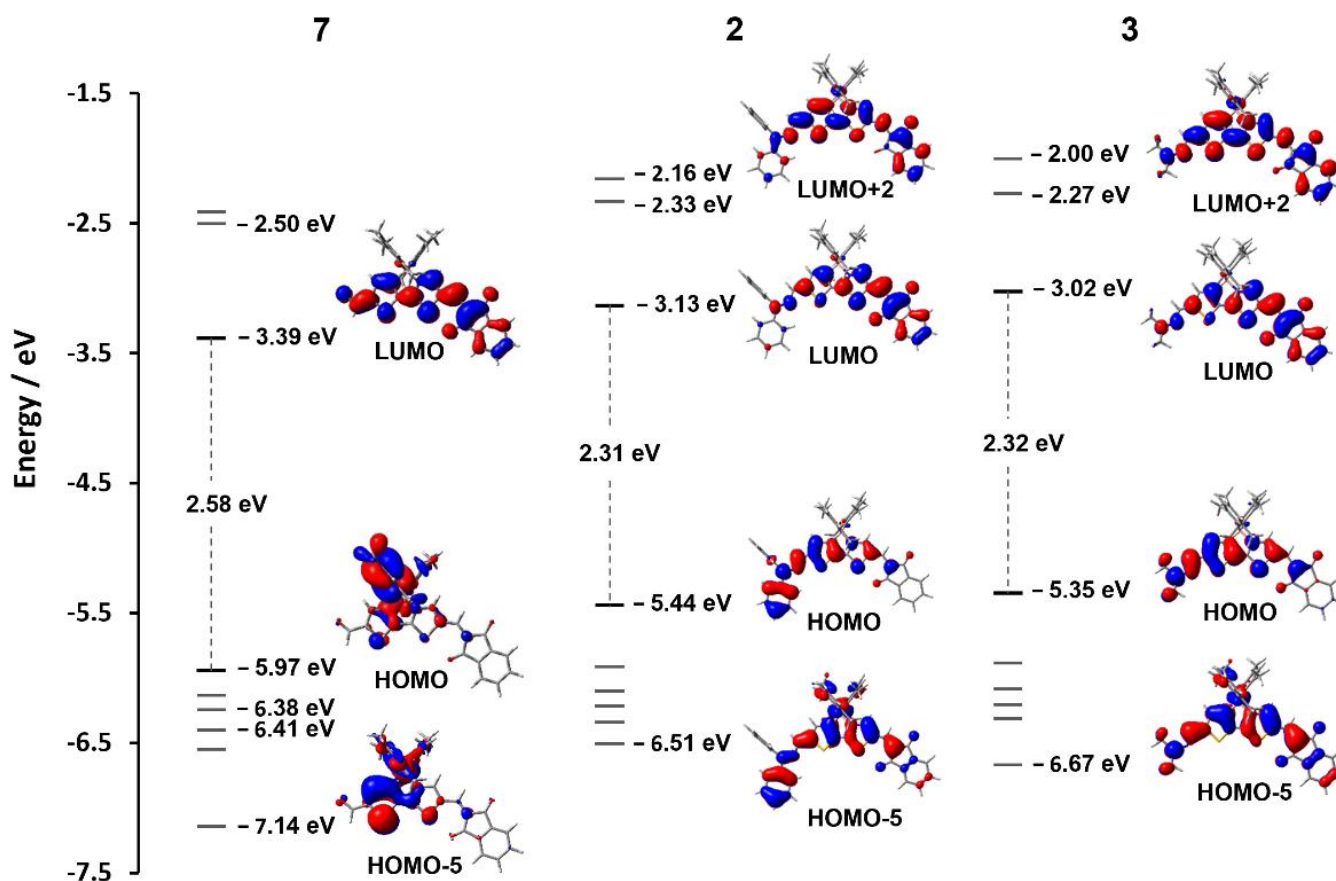 7
2
3
Energy / eV
-1.5
-2.5
-3.5
-4.5
-5.5
-6.5
-7.5
– 2.50 eV
– 3.39 eV
LUMO
2.58 eV
– 5.97 eV
HOMO
– 6.38 eV
– 6.41 eV
– 7.14 eV
HOMO-5
– 2.16 eV
LUMO+2
– 2.33 eV
– 3.13 eV
LUMO
2.31 eV
– 5.44 eV
HOMO
– 6.51 eV
HOMO-5
– 2.00 eV
– 2.27 eV
LUMO+2
– 3.02 eV
LUMO
2.32 eV
– 5.35 eV
HOMO
– 6.67 eV
HOMO-5